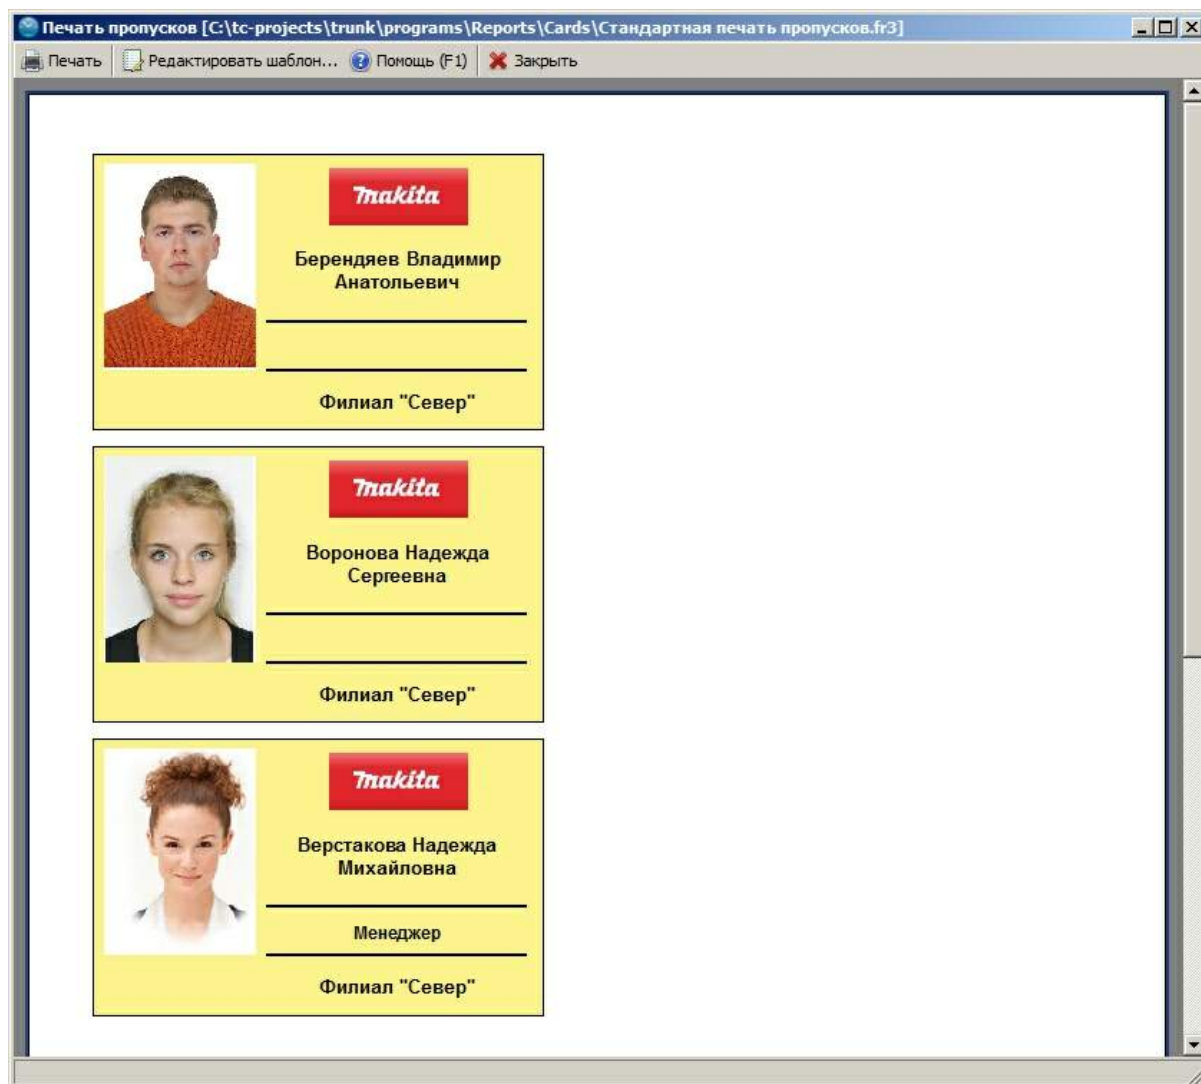 Печать пропусков [C:\tc-projects\trunk\programs\Reports\Cards\Стандартная печать пропусков.fr3]
Печать Редактировать шаблон... Помощь (F1) Закрыть
makita
Берендяев Владимир
Анатольевич
Филиал "Север"
makita
Воронова Надежда
Сергеевна
Филиал "Север"
makita
Верстакова Надежда
Михайловна
Менеджер
Филиал "Север"